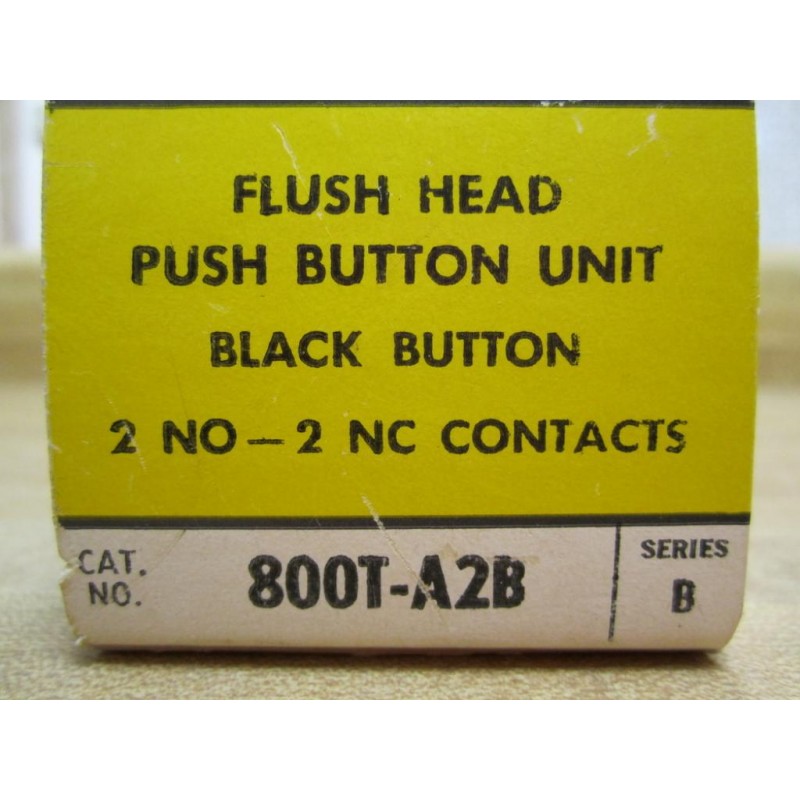 FLUSH HEAD
PUSH BUTTON UNIT
BLACK BUTTON
2 NO — 2 NC CONTACTS
CAT. NO. 800T-A2B
SERIES B